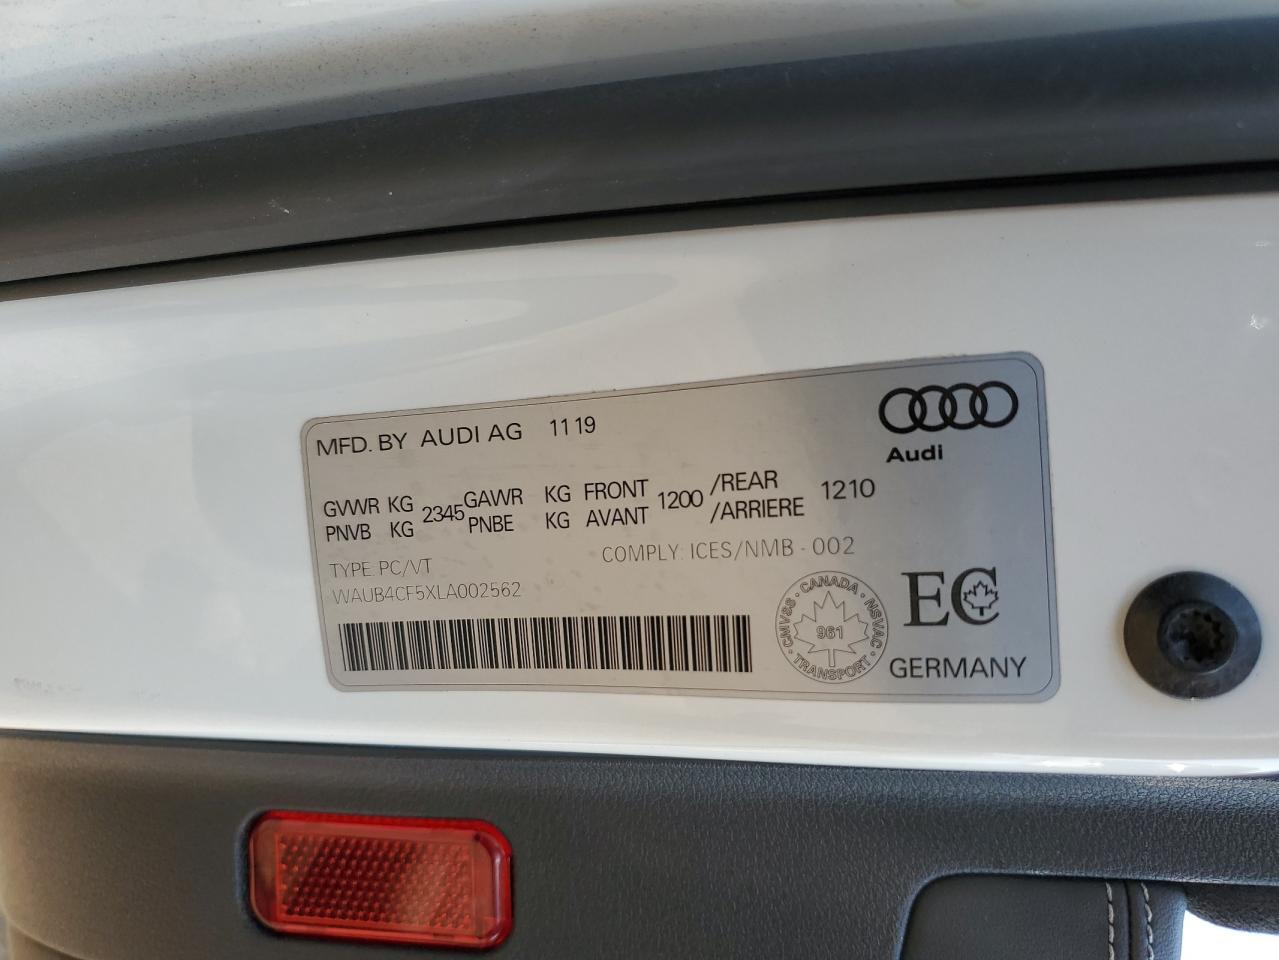 MFD. BY AUDI AG 11 19
Audi
GVWR KG 2345 GAWR KG FRONT 1200 /REAR 1210
PNVB KG PNBE KG AVANT /ARRIERE
TYPE: PC/VT COMPLY: ICES/NMB - 002
WAUB4CF5XLA002562
CMVSS · CANADA · NSVAC · TRANSPORT
961
EC
GERMANY